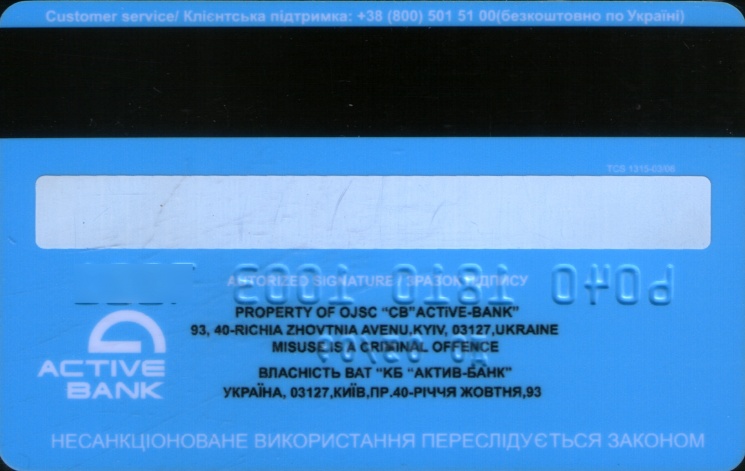 Customer service/ Клієнтська підтримка: +38 (800) 501 51 00(безкоштовно по Україні)
TCS 1315-03/06
AUTORIZED SIGNATURE / ЗРАЗОК ПІДПИСУ
PROPERTY OF OJSC "CB"ACTIVE-BANK"
93, 40-RICHIA ZHOVTNIA AVENU,KYIV, 03127,UKRAINE
MISUSE IS A CRIMINAL OFFENCE
ВЛАСНІСТЬ ВАТ "КБ "АКТИВ-БАНК"
УКРАЇНА, 03127,КИЇВ,ПР.40-РІЧЧЯ ЖОВТНЯ,93
ACTIVE
BANK
НЕСАНКЦІОНОВАНЕ ВИКОРИСТАННЯ ПЕРЕСЛІДУЄТЬСЯ ЗАКОНОМ